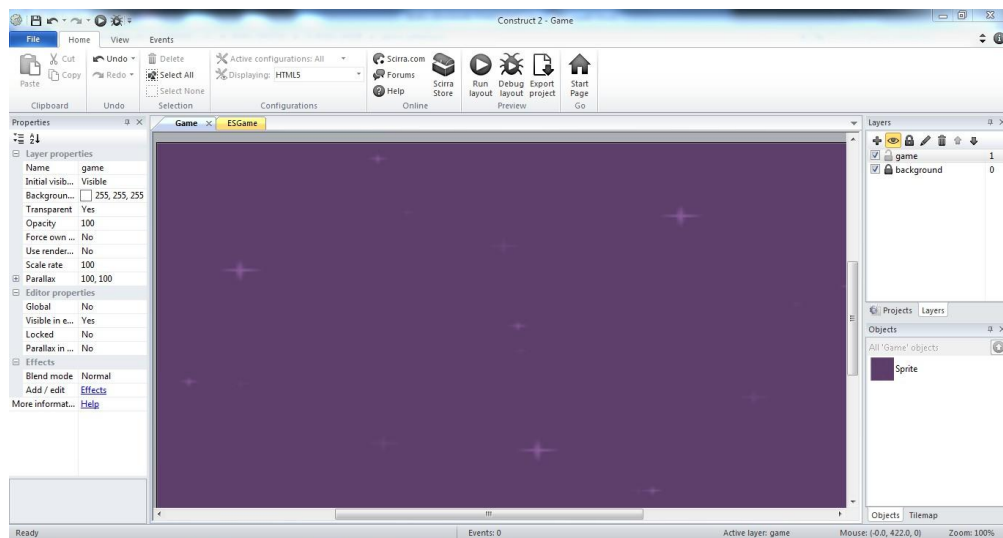 Construct 2 - Game
File Home View Events
Paste
Cut
Copy
Clipboard
Undo
Redo
Undo
Delete
Select All
Select None
Selection
Active configurations: All
Displaying: HTML5
Configurations
Scirra.com
Forums
Help
Scirra Store
Online
Run layout
Debug layout
Export project
Preview
Start Page
Go
Properties
Layer properties
Name game
Initial visib... Visible
Backgroun... 255, 255, 255
Transparent Yes
Opacity 100
Force own ... No
Use render... No
Scale rate 100
Parallax 100, 100
Editor properties
Global No
Visible in e... Yes
Locked No
Parallax in ... No
Effects
Blend mode Normal
Add / edit Effects
More informat... Help
Game ESGame
Layers
game 1
background 0
Projects Layers
Objects
All 'Game' objects
Sprite
Objects Tilemap
Ready Events: 0 Active layer: game Mouse: (-0.0, 422.0, 0) Zoom: 100%